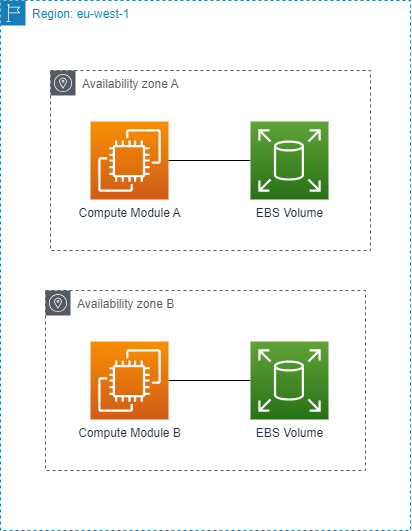 Region: eu-west-1
Availability zone A
Compute Module A
EBS Volume
Availability zone B
Compute Module B
EBS Volume